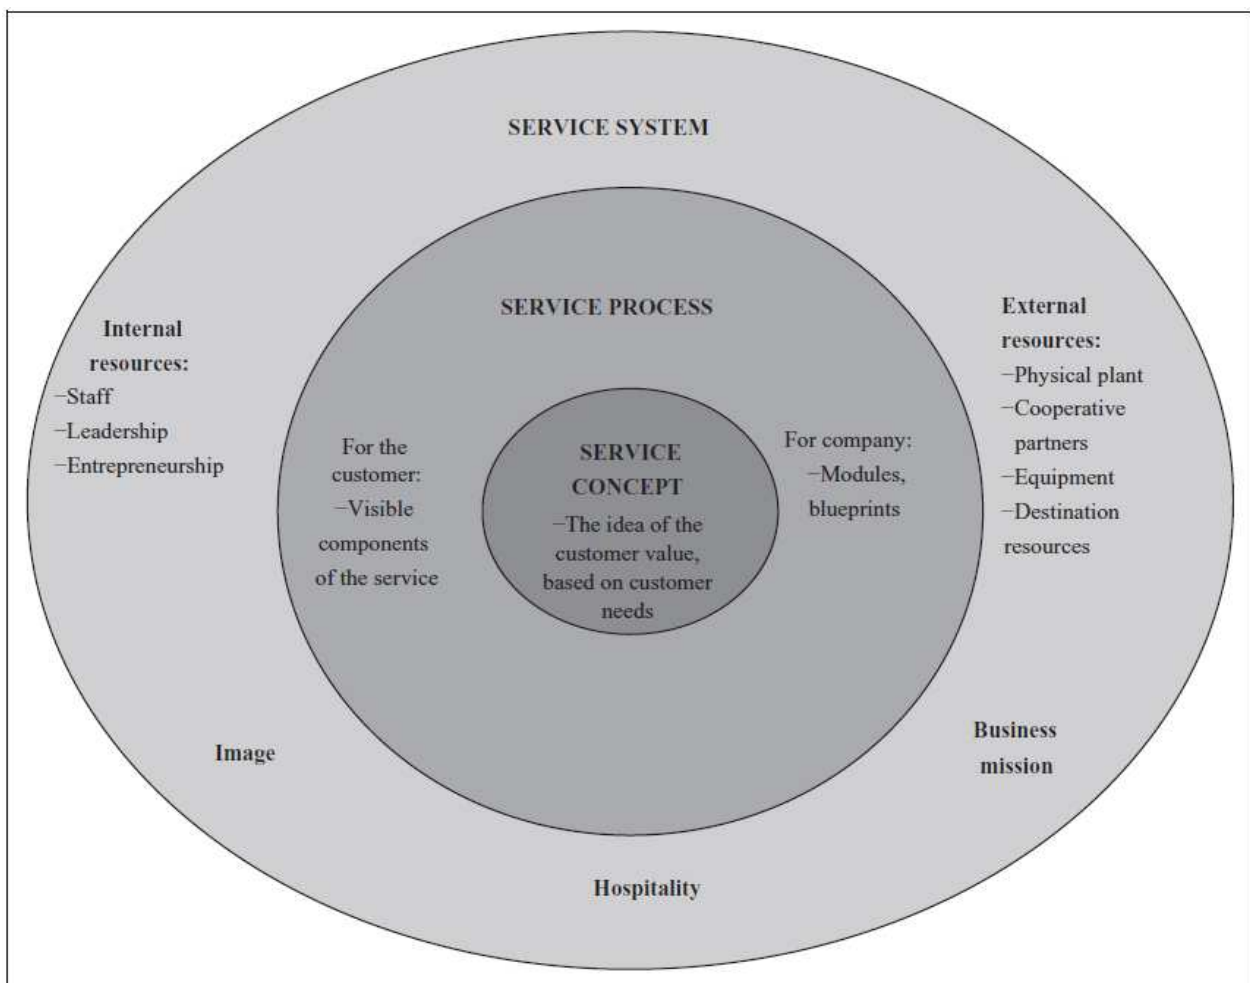 SERVICE SYSTEM
SERVICE PROCESS
Internal
resources:
−Staff
−Leadership
−Entrepreneurship
External
resources:
−Physical plant
−Cooperative
partners
−Equipment
−Destination
resources
For the
customer:
−Visible
components
of the service
SERVICE
CONCEPT
−The idea of the
customer value,
based on customer
needs
For company:
−Modules,
blueprints
Image
Business
mission
Hospitality